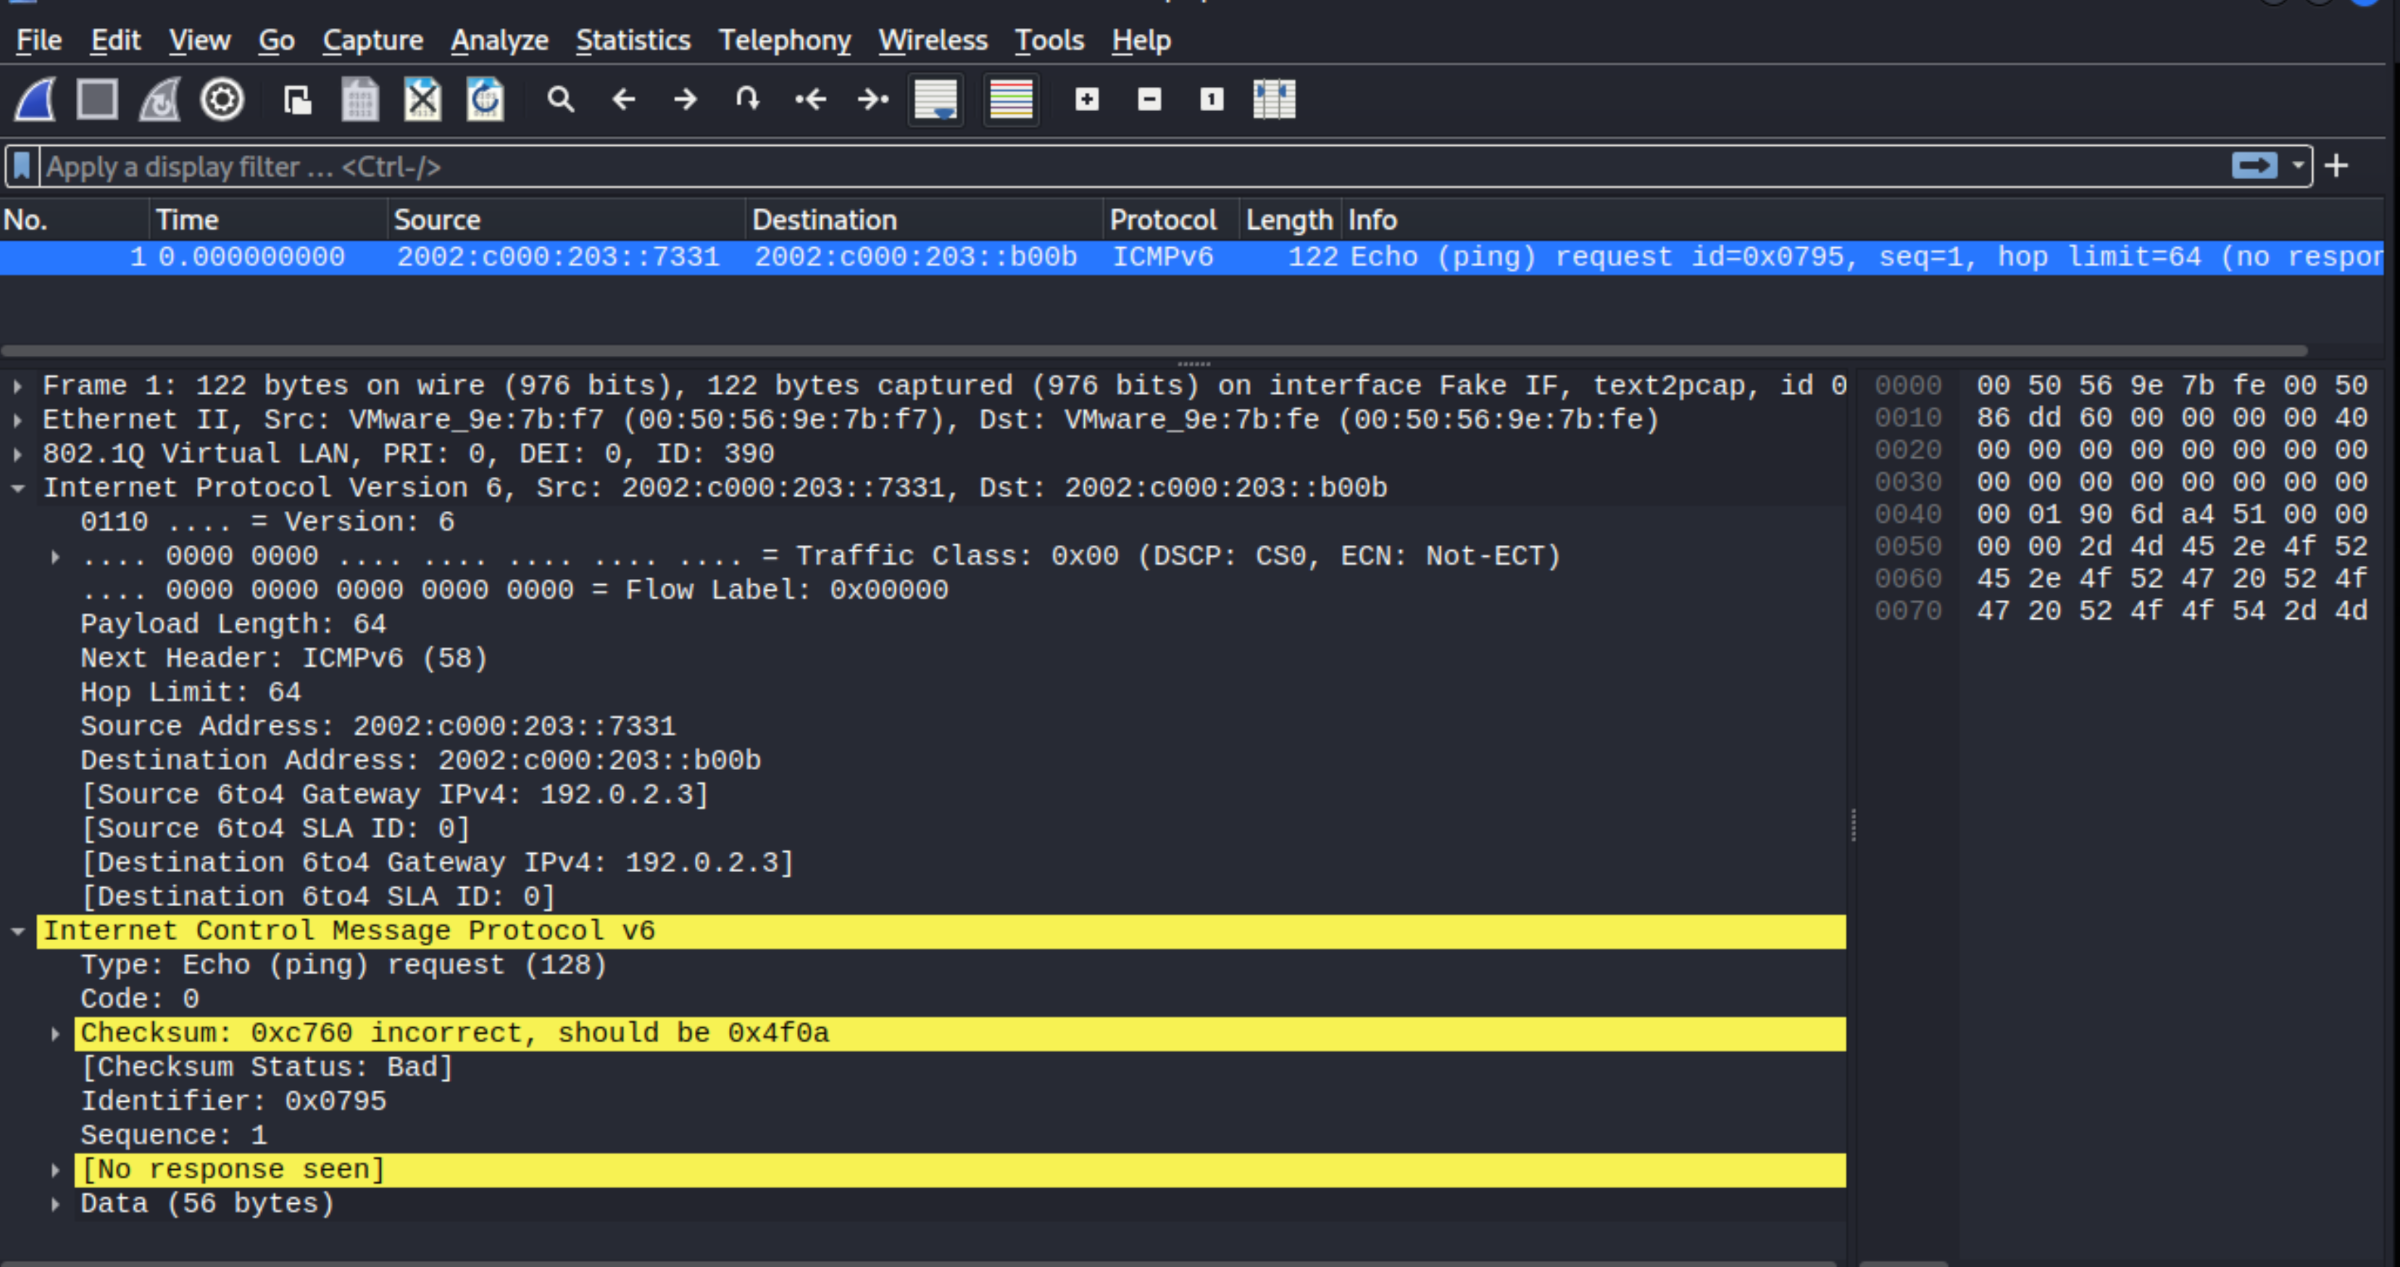 File Edit View Go Capture Analyze Statistics Telephony Wireless Tools Help
Apply a display filter … <Ctrl-/>
No. Time Source Destination Protocol Length Info
1 0.000000000 2002:c000:203::7331 2002:c000:203::b00b ICMPv6 122 Echo (ping) request id=0x0795, seq=1, hop limit=64 (no respor
Frame 1: 122 bytes on wire (976 bits), 122 bytes captured (976 bits) on interface Fake IF, text2pcap, id 0
Ethernet II, Src: VMware_9e:7b:f7 (00:50:56:9e:7b:f7), Dst: VMware_9e:7b:fe (00:50:56:9e:7b:fe)
802.1Q Virtual LAN, PRI: 0, DEI: 0, ID: 390
Internet Protocol Version 6, Src: 2002:c000:203::7331, Dst: 2002:c000:203::b00b
0110 .... = Version: 6
.... 0000 0000 .... .... .... .... .... = Traffic Class: 0x00 (DSCP: CS0, ECN: Not-ECT)
.... 0000 0000 0000 0000 0000 = Flow Label: 0x00000
Payload Length: 64
Next Header: ICMPv6 (58)
Hop Limit: 64
Source Address: 2002:c000:203::7331
Destination Address: 2002:c000:203::b00b
[Source 6to4 Gateway IPv4: 192.0.2.3]
[Source 6to4 SLA ID: 0]
[Destination 6to4 Gateway IPv4: 192.0.2.3]
[Destination 6to4 SLA ID: 0]
Internet Control Message Protocol v6
Type: Echo (ping) request (128)
Code: 0
Checksum: 0xc760 incorrect, should be 0x4f0a
[Checksum Status: Bad]
Identifier: 0x0795
Sequence: 1
[No response seen]
Data (56 bytes)
0000 00 50 56 9e 7b fe 00 50
0010 86 dd 60 00 00 00 00 40
0020 00 00 00 00 00 00 00 00
0030 00 00 00 00 00 00 00 00
0040 00 01 90 6d a4 51 00 00
0050 00 00 2d 4d 45 2e 4f 52
0060 45 2e 4f 52 47 20 52 4f
0070 47 20 52 4f 4f 54 2d 4d